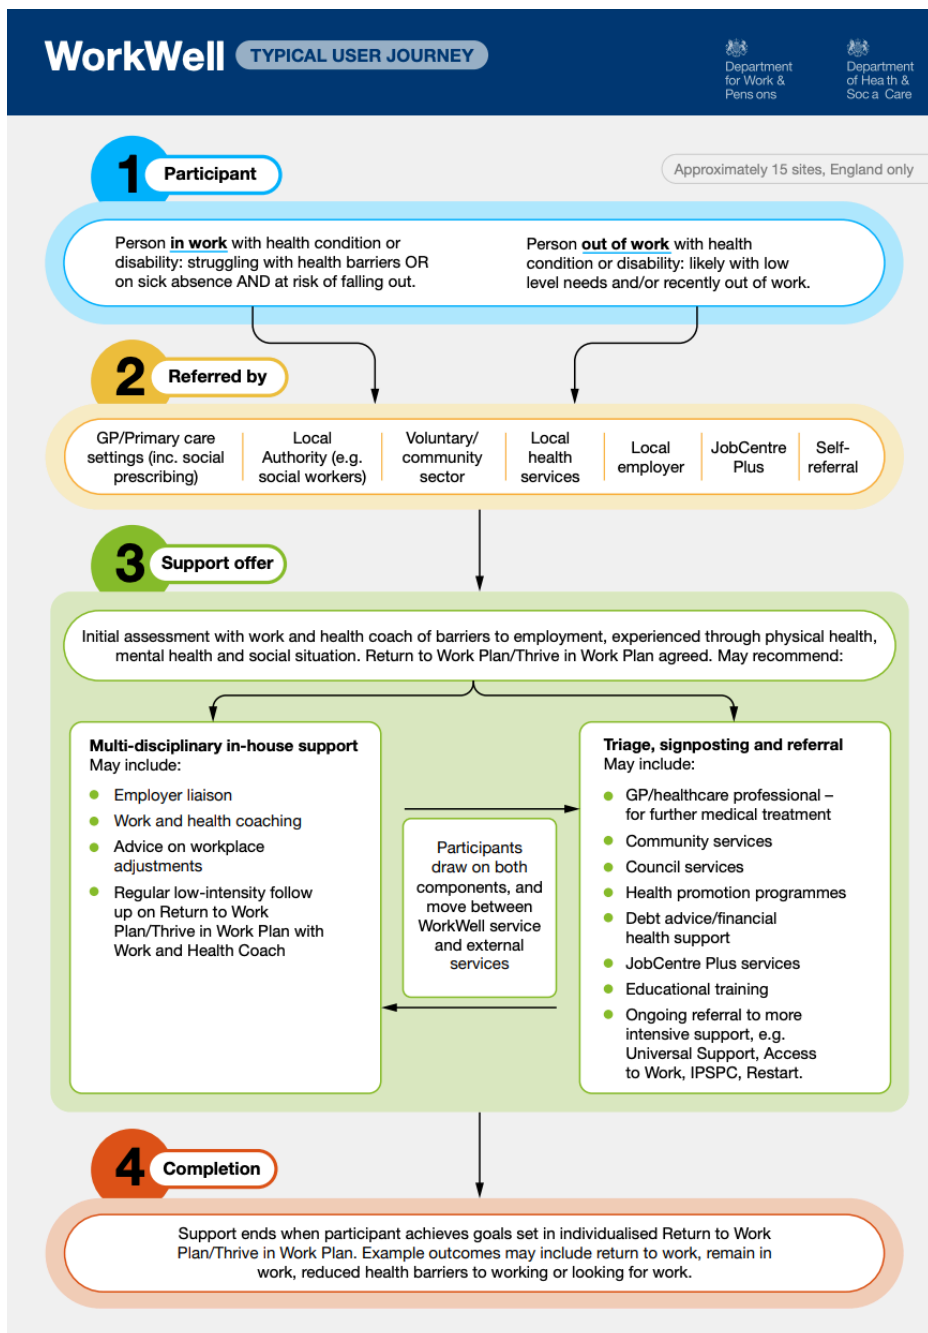 WorkWell
TYPICAL USER JOURNEY
Department
for Work &
Pens ons
Department
of Hea th &
Soc a Care
1
Participant
Approximately 15 sites, England only
Person in work with health condition or
disability: struggling with health barriers OR
on sick absence AND at risk of falling out.
Person out of work with health
condition or disability: likely with low
level needs and/or recently out of work.
2
Referred by
GP/Primary care
settings (inc. social
prescribing)
Local
Authority (e.g.
social workers)
Voluntary/
community
sector
Local
health
services
Local
employer
JobCentre
Plus
Self-
referral
3
Support offer
Initial assessment with work and health coach of barriers to employment, experienced through physical health,
mental health and social situation. Return to Work Plan/Thrive in Work Plan agreed. May recommend:
Multi-disciplinary in-house support
May include:
Employer liaison
Work and health coaching
Advice on workplace
adjustments
Regular low-intensity follow
up on Return to Work
Plan/Thrive in Work Plan with
Work and Health Coach
Participants
draw on both
components, and
move between
WorkWell service
and external
services
Triage, signposting and referral
May include:
GP/healthcare professional –
for further medical treatment
Community services
Council services
Health promotion programmes
Debt advice/financial
health support
JobCentre Plus services
Educational training
Ongoing referral to more
intensive support, e.g.
Universal Support, Access
to Work, IPSPC, Restart.
4
Completion
Support ends when participant achieves goals set in individualised Return to Work
Plan/Thrive in Work Plan. Example outcomes may include return to work, remain in
work, reduced health barriers to working or looking for work.